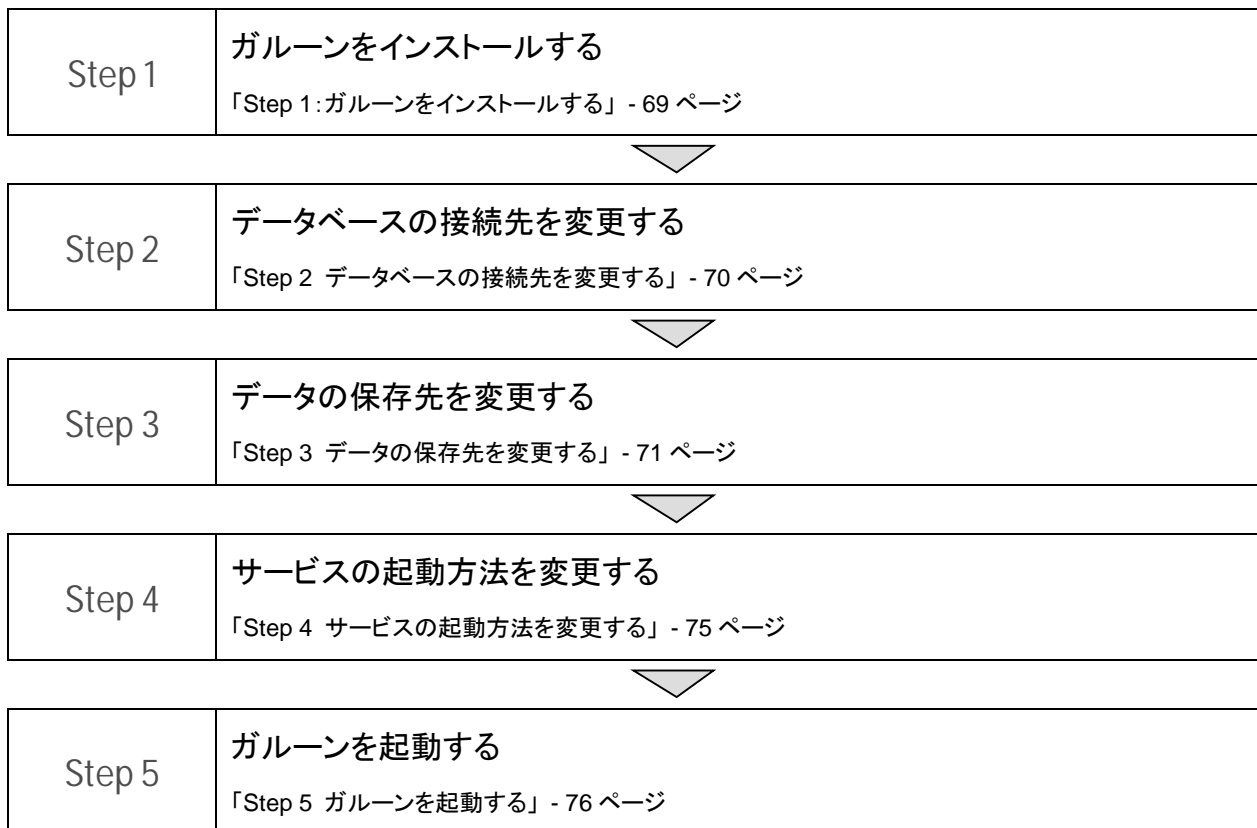 Step 1
ガルーンをインストールする
「Step 1：ガルーンをインストールする」 - 69 ページ
Step 2
データベースの接続先を変更する
「Step 2 データベースの接続先を変更する」 - 70 ページ
Step 3
データの保存先を変更する
「Step 3 データの保存先を変更する」 - 71 ページ
Step 4
サービスの起動方法を変更する
「Step 4 サービスの起動方法を変更する」 - 75 ページ
Step 5
ガルーンを起動する
「Step 5 ガルーンを起動する」 - 76 ページ